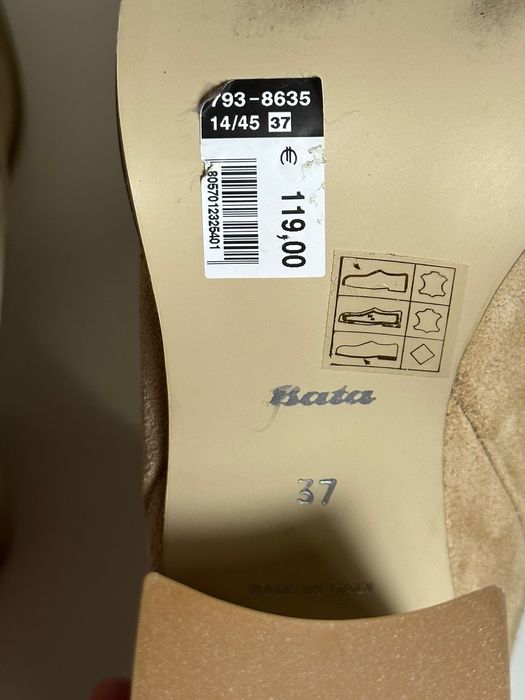 793-8635
14/45 37
€ 119,00
8057012325401
Bata
37
MADE IN ITALY